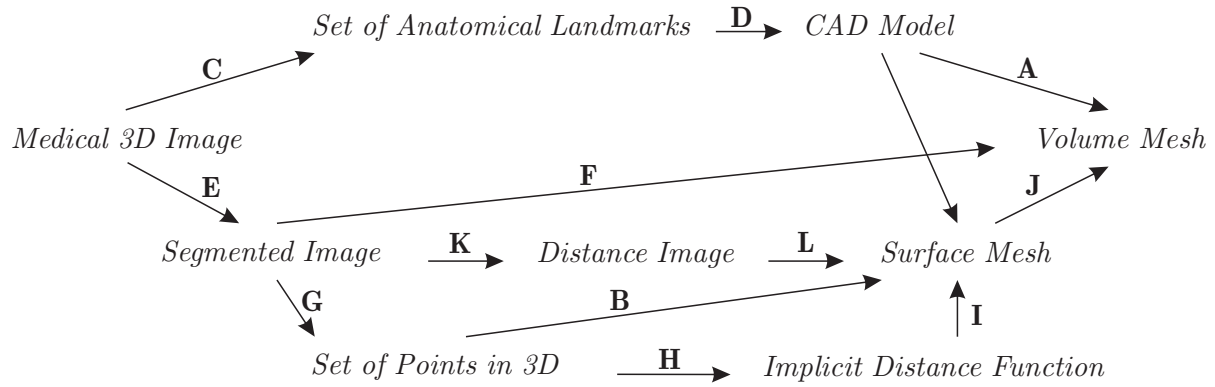 Set of Anatomical Landmarks D CAD Model
C A
Medical 3D Image Volume Mesh
E F J
Segmented Image K Distance Image L Surface Mesh
G B I
Set of Points in 3D H Implicit Distance Function